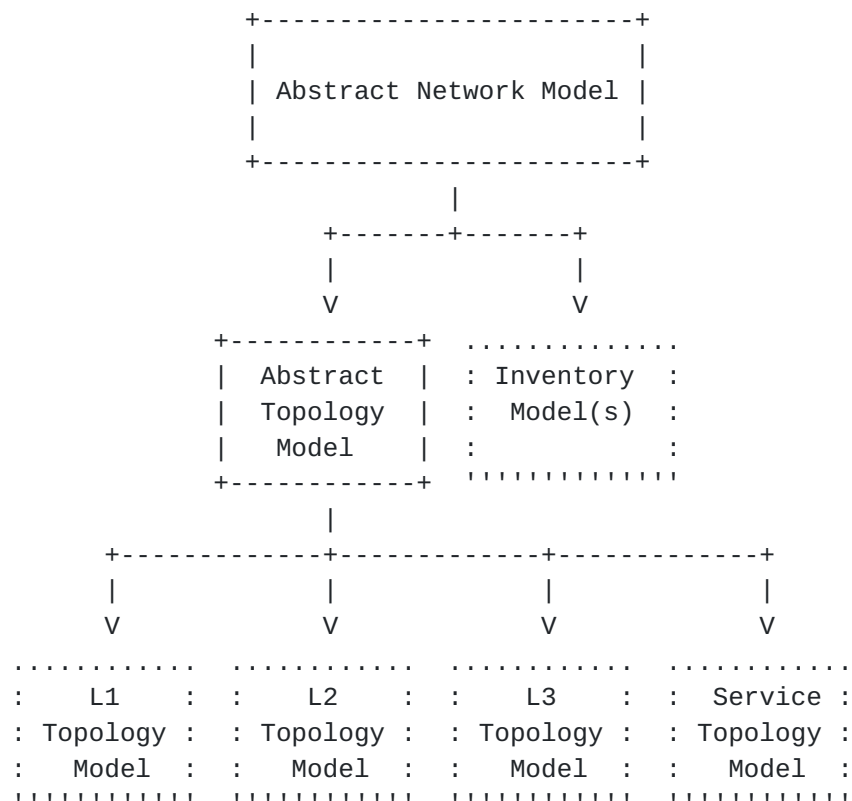 Abstract Network Model
Abstract Inventory
Topology Model(s)
Model
L1 L2 L3 Service
Topology Topology Topology Topology
Model Model Model Model